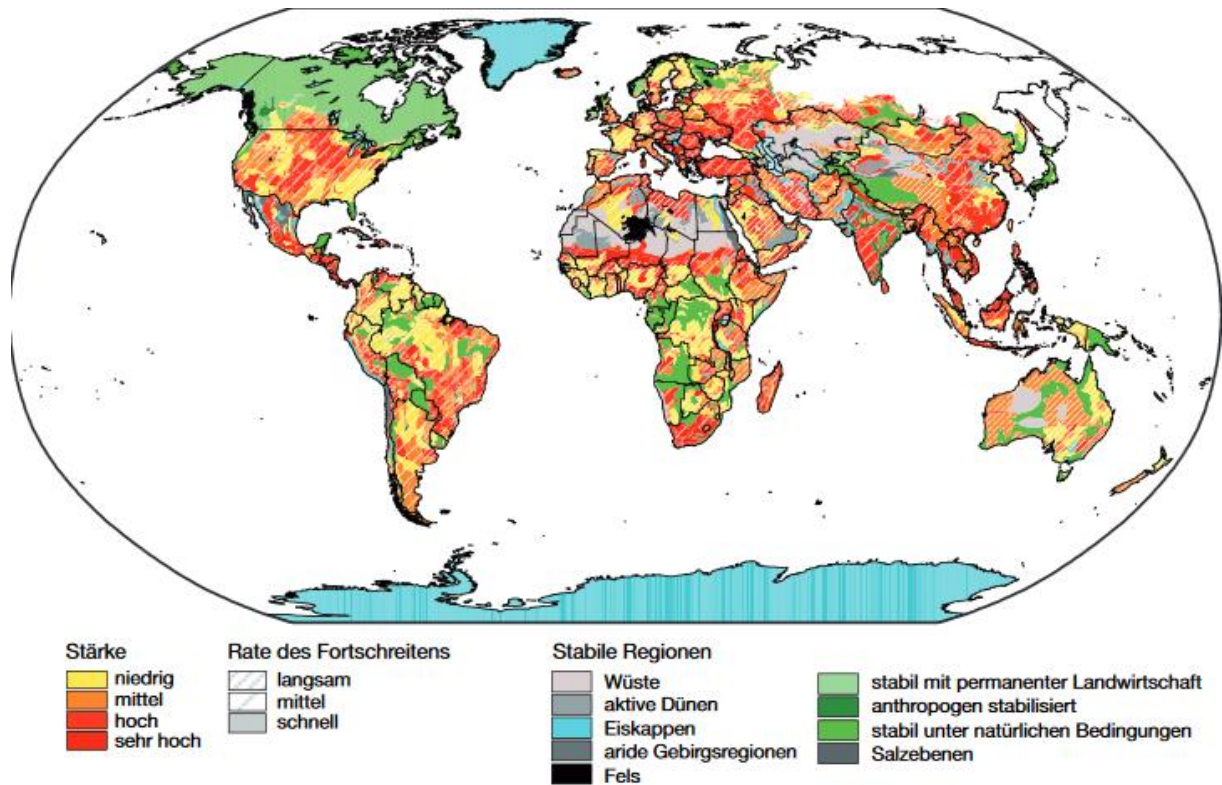 Stärke
niedrig
mittel
hoch
sehr hoch
Rate des Fortschreitens
langsam
mittel
schnell
Stabile Regionen
Wüste
aktive Dünen
Eiskappen
aride Gebirgsregionen
Fels
stabil mit permanenter Landwirtschaft
anthropogen stabilisiert
stabil unter natürlichen Bedingungen
Salzebenen